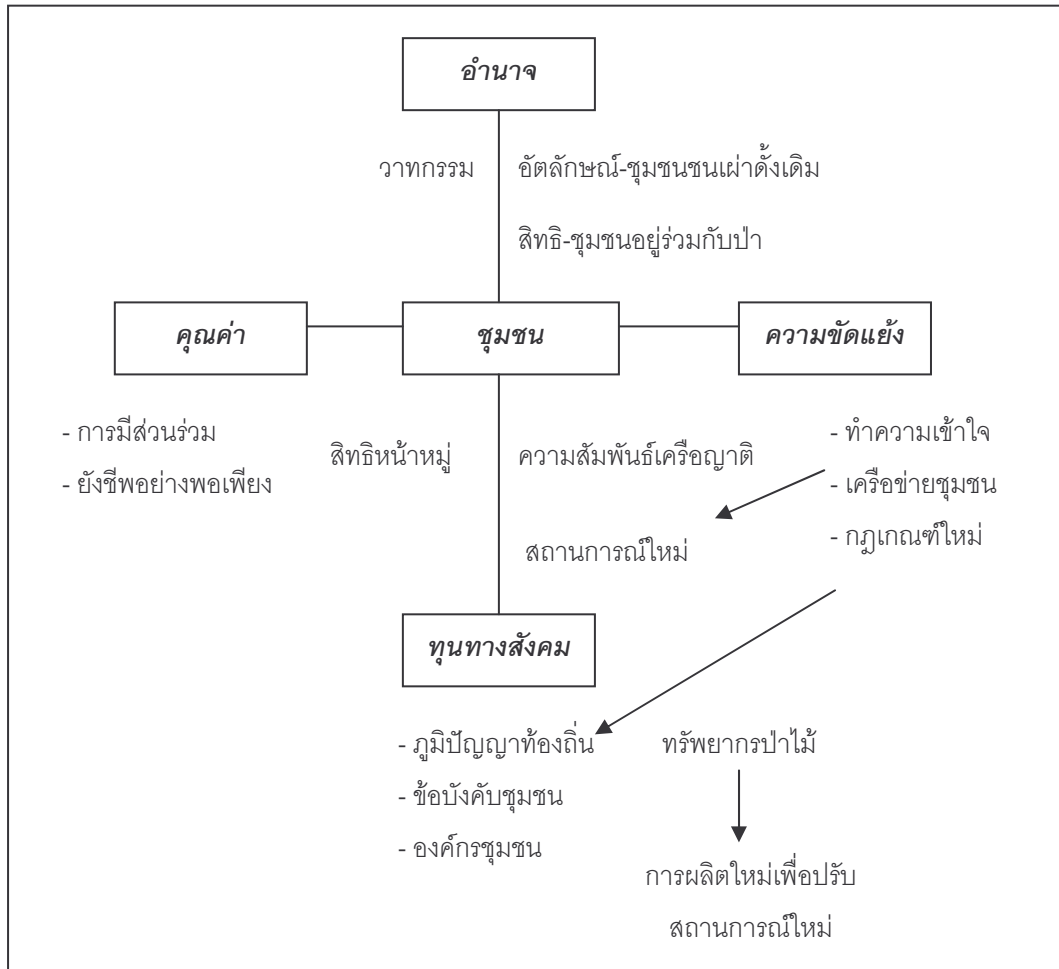 อำนาจ
วาทกรรม อัตลักษณ์-ชุมชนชนเผ่าดั้งเดิม
สิทธิ-ชุมชนอยู่ร่วมกับป่า
คุณค่า ชุมชน ความขัดแย้ง
- การมีส่วนร่วม สิทธิหน้าหมู่ ความสัมพันธ์เครือญาติ - ทำความเข้าใจ
- ยังชีพอย่างพอเพียง - เครือข่ายชุมชน
สถานการณ์ใหม่ - กฎเกณฑ์ใหม่
ทุนทางสังคม
- ภูมิปัญญาท้องถิ่น ทรัพยากรป่าไม้
- ข้อบังคับชุมชน
- องค์กรชุมชน
การผลิตใหม่เพื่อปรับ
สถานการณ์ใหม่